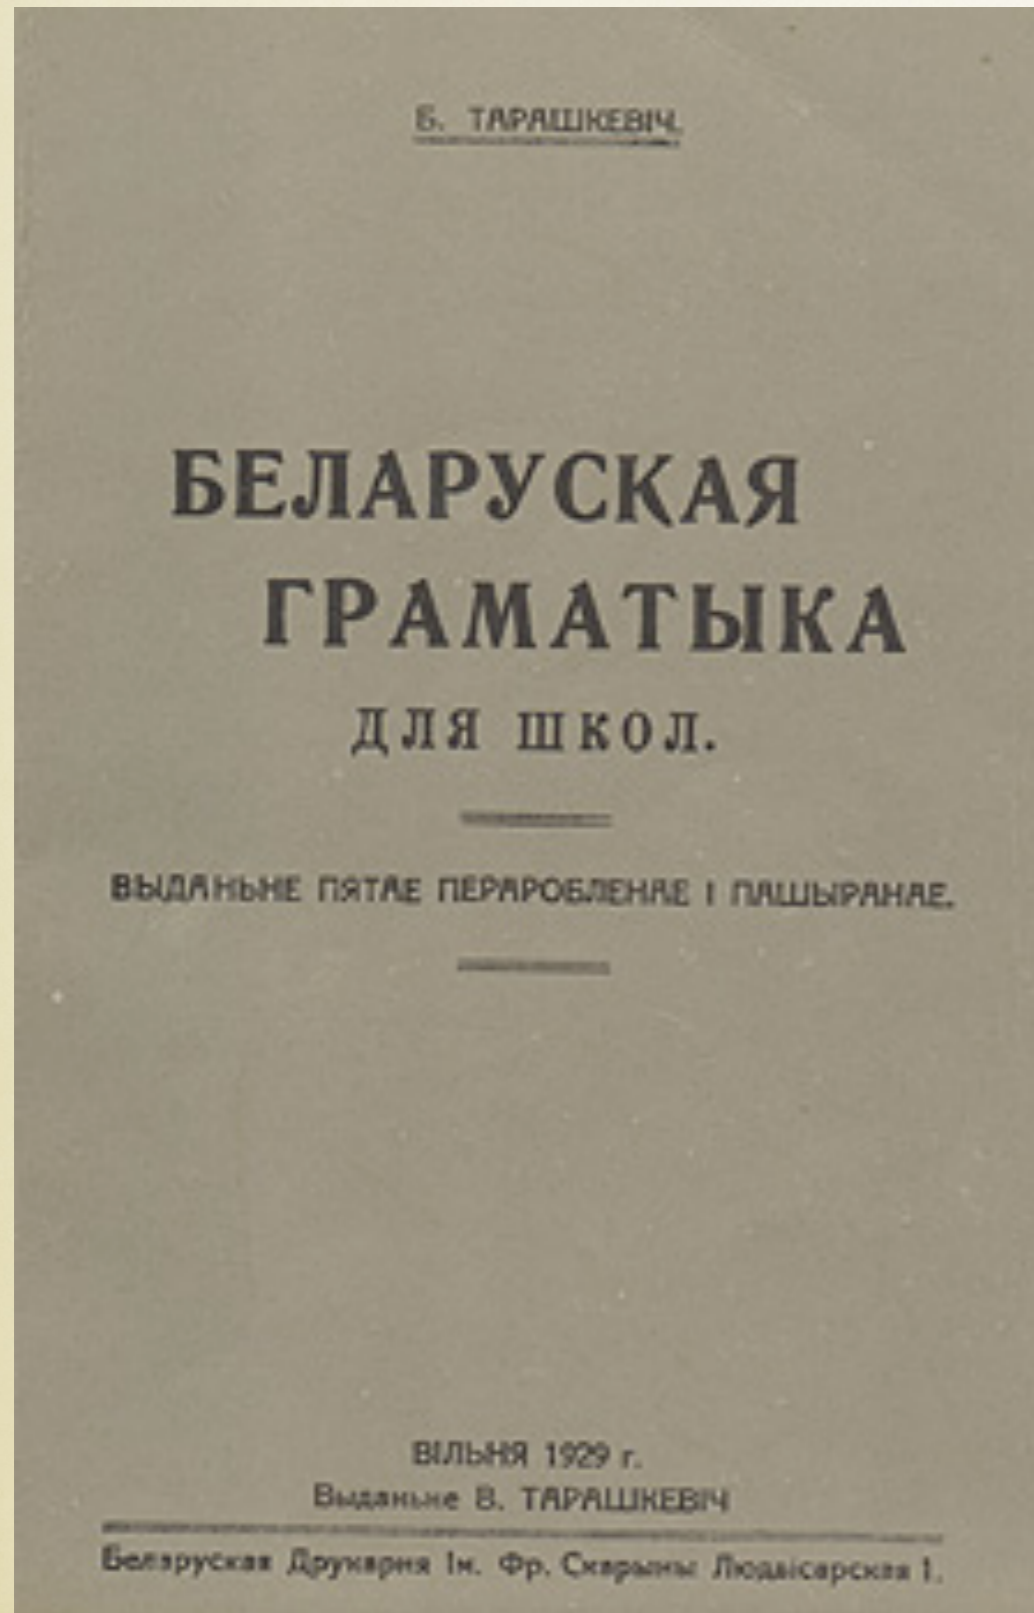 Б. ТАРАШКЕВІЧ.
БЕЛАРУСКАЯ
ГРАМАТЫКА
ДЛЯ ШКОЛ.
ВЫДАНЬНЕ ПЯТАЕ ПЕРАРОБЛЕНАЕ І ПАШЫРАНАЕ.
ВІЛЬНЯ 1929 г.
Выданьне В. ТАРАШКЕВІЧ
Беларуская Друкарня Ім. Фр. Скарыны Людвісарская 1.